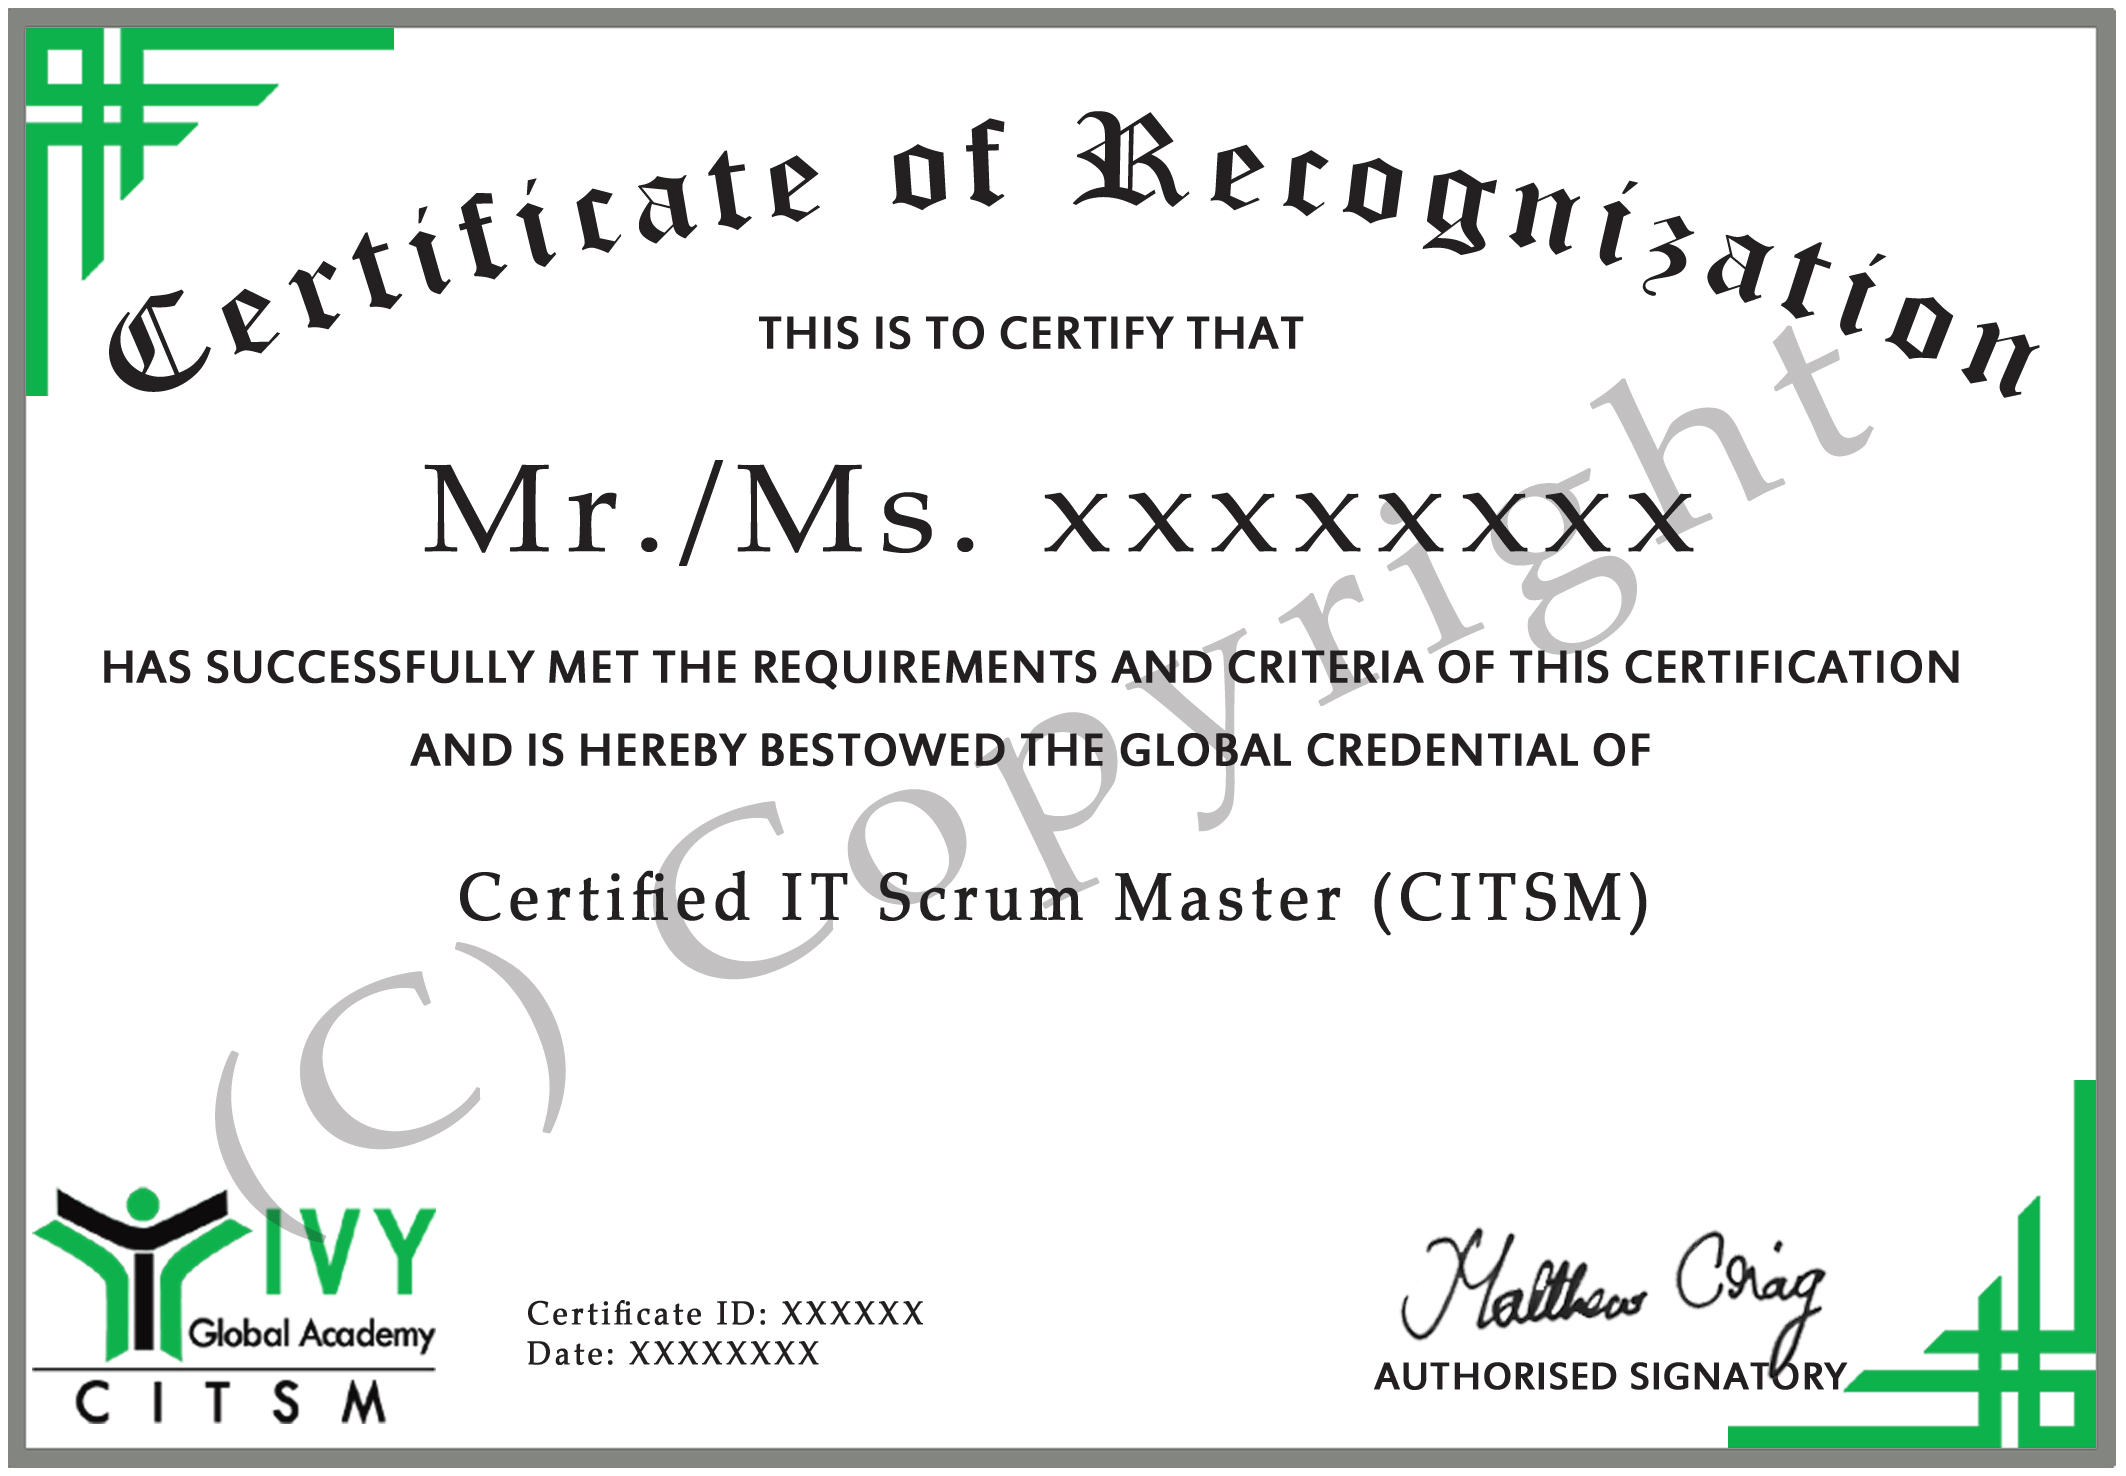 Certificate of Recognization
THIS IS TO CERTIFY THAT
Mr./Ms. xxxxxxxx
HAS SUCCESSFULLY MET THE REQUIREMENTS AND CRITERIA OF THIS CERTIFICATION
AND IS HEREBY BESTOWED THE GLOBAL CREDENTIAL OF
Certified IT Scrum Master (CITSM)
(C) Copyright
IVY
Global Academy
CITSM
Certificate ID: XXXXXX
Date: XXXXXXXX
Matthew Craig
AUTHORISED SIGNATORY